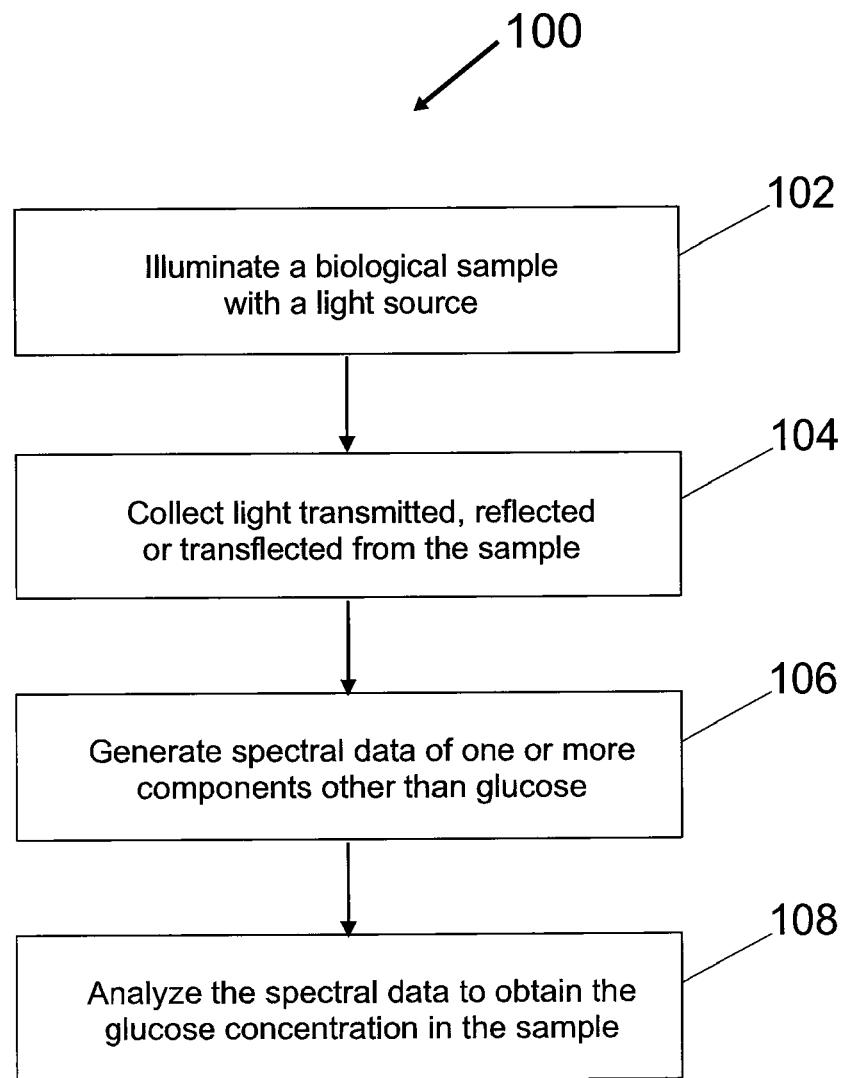 100
102
Illuminate a biological sample
with a light source
104
Collect light transmitted, reflected
or transflected from the sample
106
Generate spectral data of one or more
components other than glucose
108
Analyze the spectral data to obtain the
glucose concentration in the sample